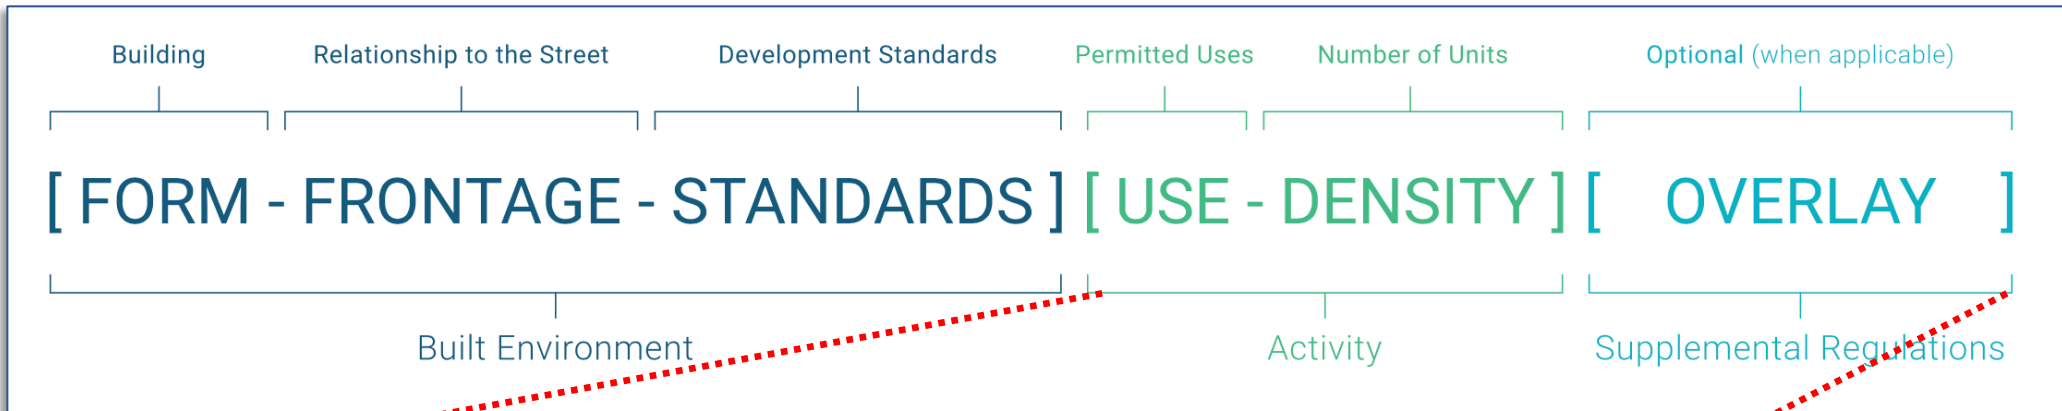 Building Relationship to the Street Development Standards Permitted Uses Number of Units Optional (when applicable)
[ FORM - FRONTAGE - STANDARDS ] [ USE - DENSITY ] [ OVERLAY ]
Built Environment Activity Supplemental Regulations